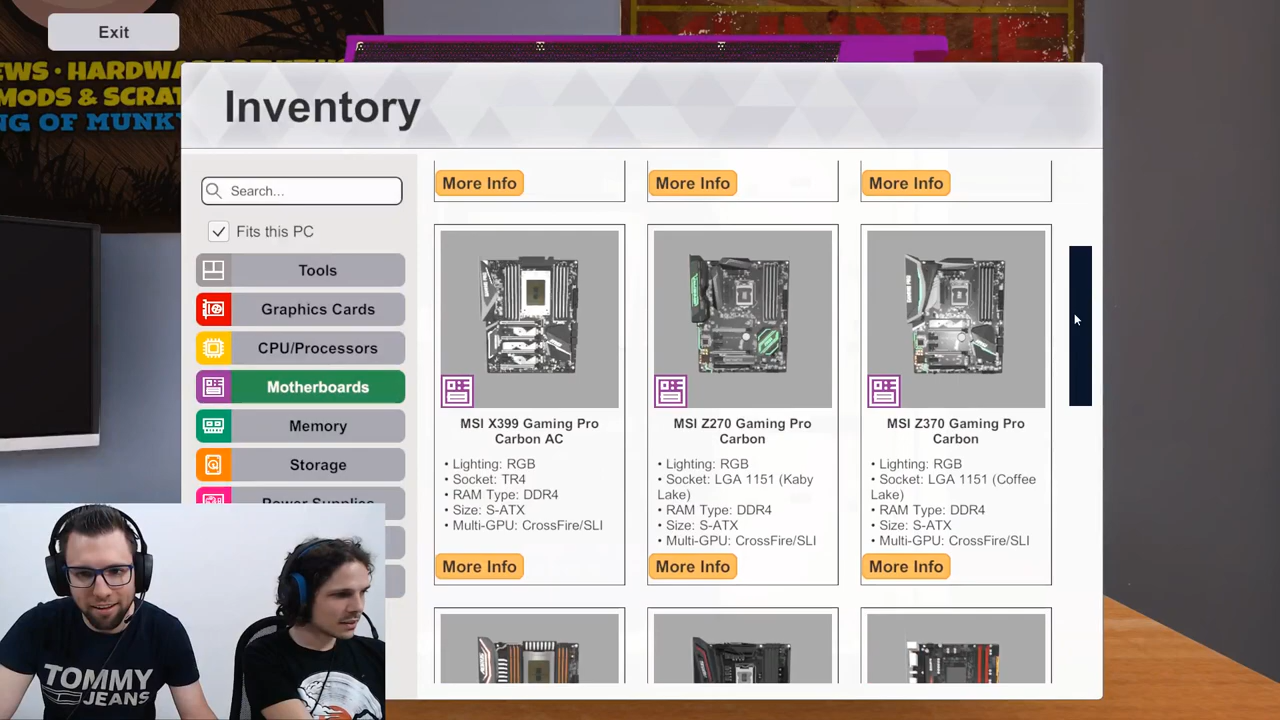 Exit
EWS · HARDWA
MODS & SCRAT
NG OF MUNKY
Inventory
Search...
Fits this PC
Tools
Graphics Cards
CPU/Processors
Motherboards
Memory
Storage
Power Supplies
More Info
More Info
More Info
MSI X399 Gaming Pro
Carbon AC
• Lighting: RGB
• Socket: TR4
• RAM Type: DDR4
• Size: S-ATX
• Multi-GPU: CrossFire/SLI
More Info
MSI Z270 Gaming Pro
Carbon
• Lighting: RGB
• Socket: LGA 1151 (Kaby
Lake)
• RAM Type: DDR4
• Size: S-ATX
• Multi-GPU: CrossFire/SLI
More Info
MSI Z370 Gaming Pro
Carbon
• Lighting: RGB
• Socket: LGA 1151 (Coffee
Lake)
• RAM Type: DDR4
• Size: S-ATX
• Multi-GPU: CrossFire/SLI
More Info
TOMMY
JEANS